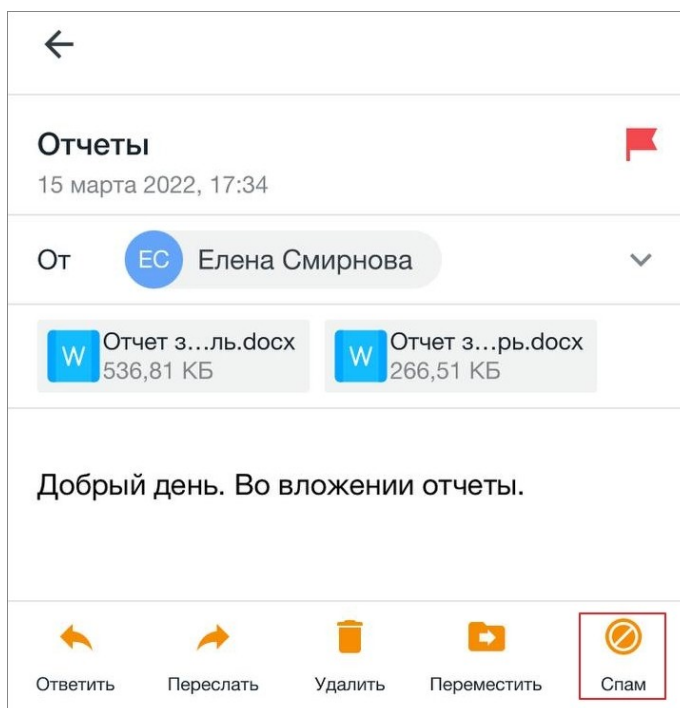 Отчеты
15 марта 2022, 17:34
От ЕС Елена Смирнова
W Отчет з...ль.docx W Отчет з...рь.docx
536,81 КБ 266,51 КБ
Добрый день. Во вложении отчеты.
Ответить Переслать Удалить Переместить Спам